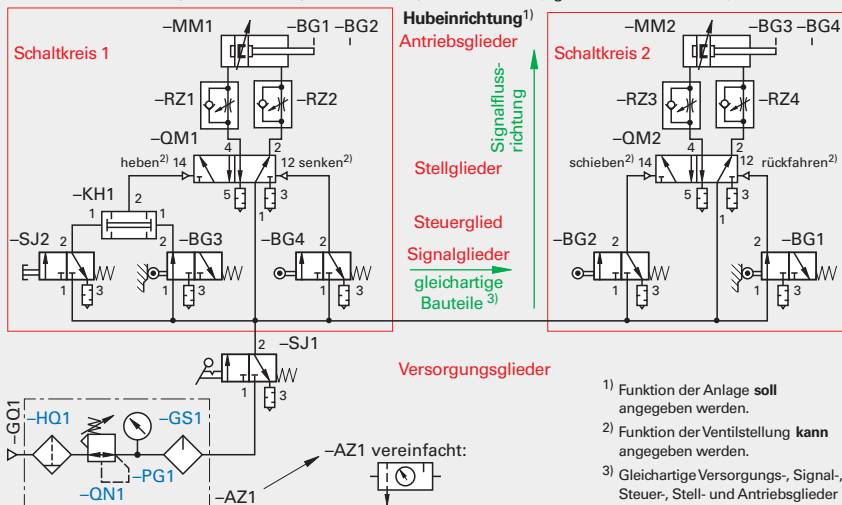 Hubeinrichtung1)
–MM1
–BG1 –BG2
Schaltkreis 1
Antriebsglieder
–RZ1
–RZ2
–QM1
4
2
heben2)
14
12
senken2)
5
3
1
–KH1
2
1
1
–SJ2
2
1
3
2
–BG3
1
3
–BG4
2
1
3
Stellglieder
Steuerglied
Signalglieder
gleichartige
Bauteile 3)
Signalfluss-
richtung
–MM2
–BG3 –BG4
Schaltkreis 2
–RZ3
–RZ4
–QM2
4
2
schieben2)
14
12
rückfahren2)
5
3
1
–BG2
2
1
3
2
–BG1
1
3
2
–SJ1
1
3
Versorgungsglieder
–GQ1
–HQ1
–GS1
–PG1
–QN1
–AZ1
–AZ1 vereinfacht:
1) Funktion der Anlage soll
angegeben werden.
2) Funktion der Ventilstellung kann
angegeben werden.
3) Gleichartige Versorgungs-, Signal-,
Steuer-, Stell- und Antriebsglieder